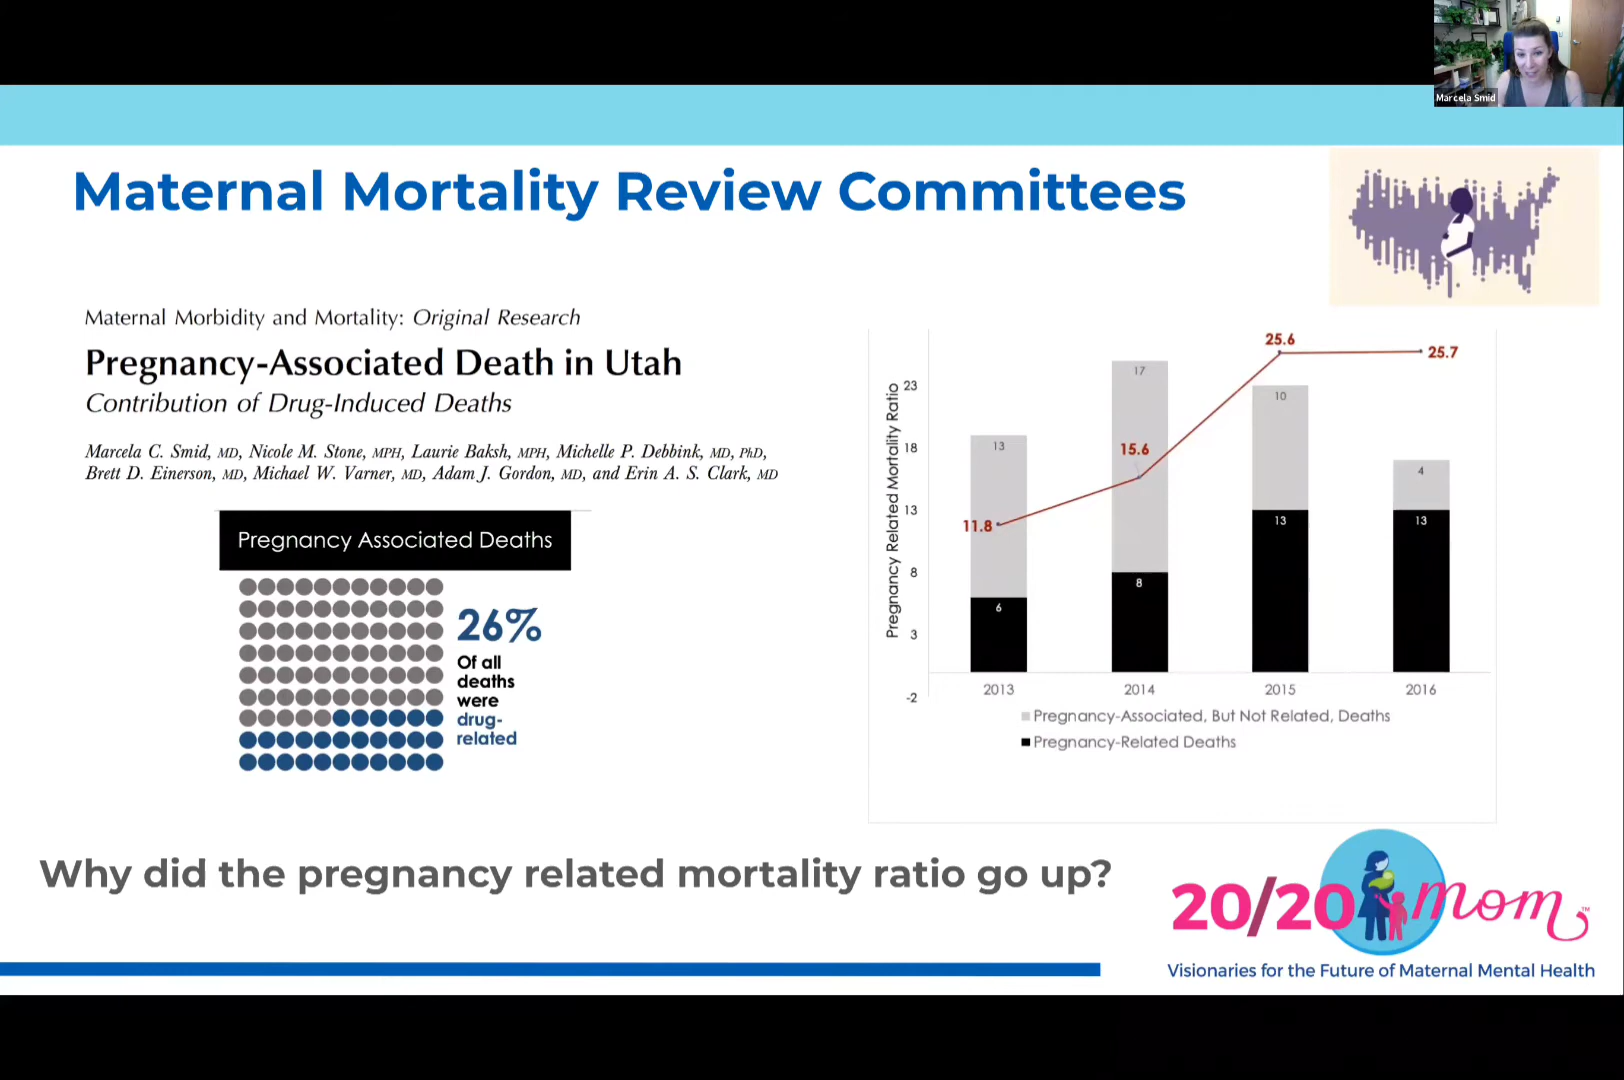 Marcela Smid
Maternal Mortality Review Committees
Maternal Morbidity and Mortality: Original Research
Pregnancy-Associated Death in Utah
Contribution of Drug-Induced Deaths
Marcela C. Smid, MD, Nicole M. Stone, MPH, Laurie Baksh, MPH, Michelle P. Debbink, MD, PhD,
Brett D. Einerson, MD, Michael W. Varner, MD, Adam J. Gordon, MD, and Erin A. S. Clark, MD
Pregnancy Associated Deaths
26%
Of all
deaths
were
drug-
related
Pregnancy Related Mortality Ratio
23
18
13
8
3
-2
11.8
15.6
25.6
25.7
13
17
10
4
6
8
13
13
2013
2014
2015
2016
Pregnancy-Associated, But Not Related, Deaths
Pregnancy-Related Deaths
Why did the pregnancy related mortality ratio go up?
20/20 mom™
Visionaries for the Future of Maternal Mental Health